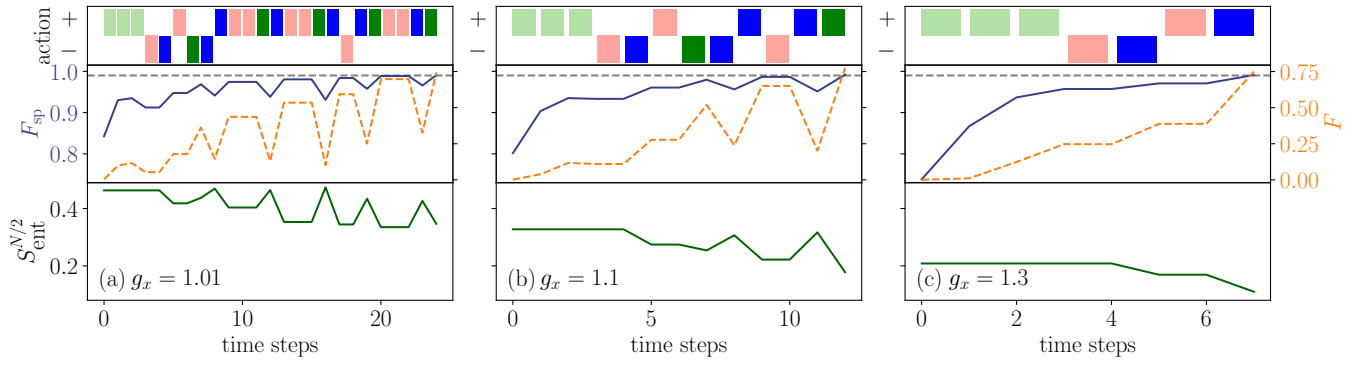 action
+
−
+
−
+
−
1.0
0.9
0.8
F_sp
0.75
0.50
0.25
0.00
F
0.4
0.2
S_ent^{N/2}
(a) g_x = 1.01
(b) g_x = 1.1
(c) g_x = 1.3
0 10 20
0 5 10
0 2 4 6
time steps
time steps
time steps